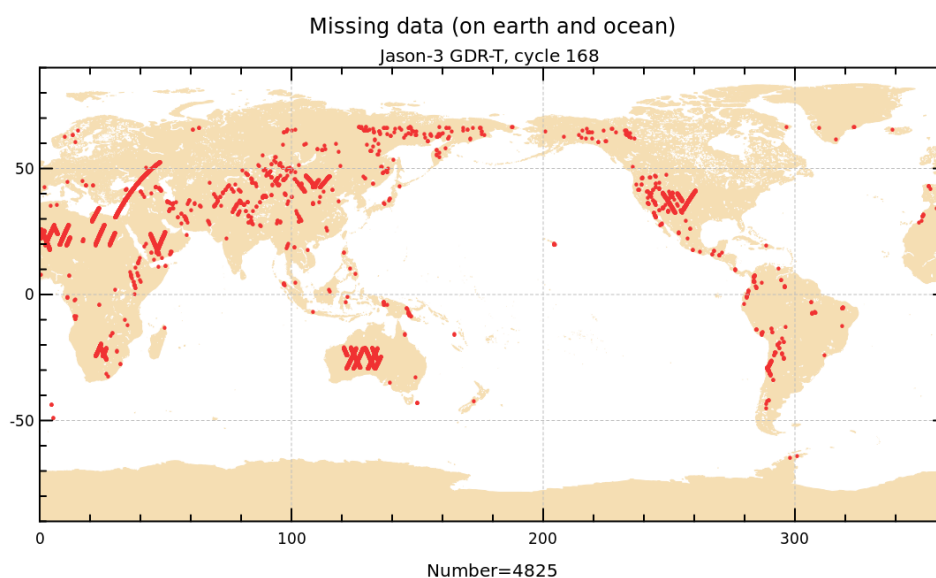 Missing data (on earth and ocean)
Jason-3 GDR-T, cycle 168
50
0
-50
0 100 200 300
Number=4825